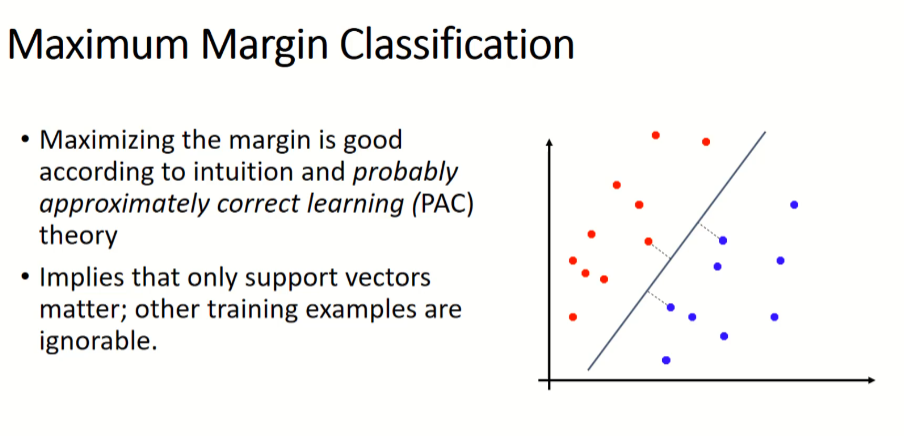 Maximum Margin Classification
• Maximizing the margin is good
according to intuition and probably
approximately correct learning (PAC)
theory
• Implies that only support vectors
matter; other training examples are
ignorable.